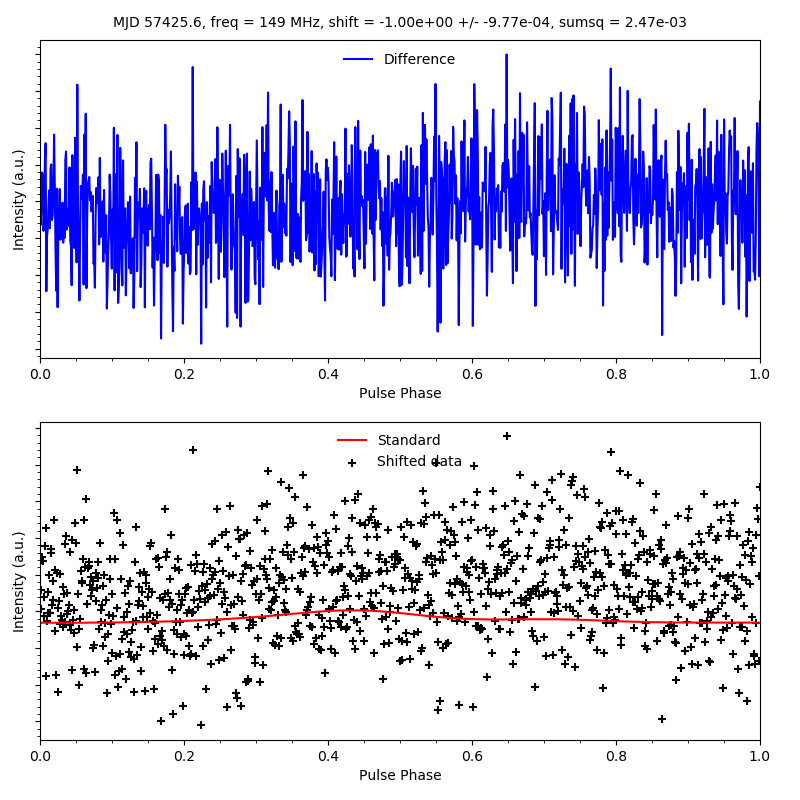 MJD 57425.6, freq = 149 MHz, shift = -1.00e+00 +/- -9.77e-04, sumsq = 2.47e-03
Difference
Intensity (a.u.)
0.0 0.2 0.4 0.6 0.8 1.0
Pulse Phase
Standard
Shifted data
Intensity (a.u.)
0.0 0.2 0.4 0.6 0.8 1.0
Pulse Phase